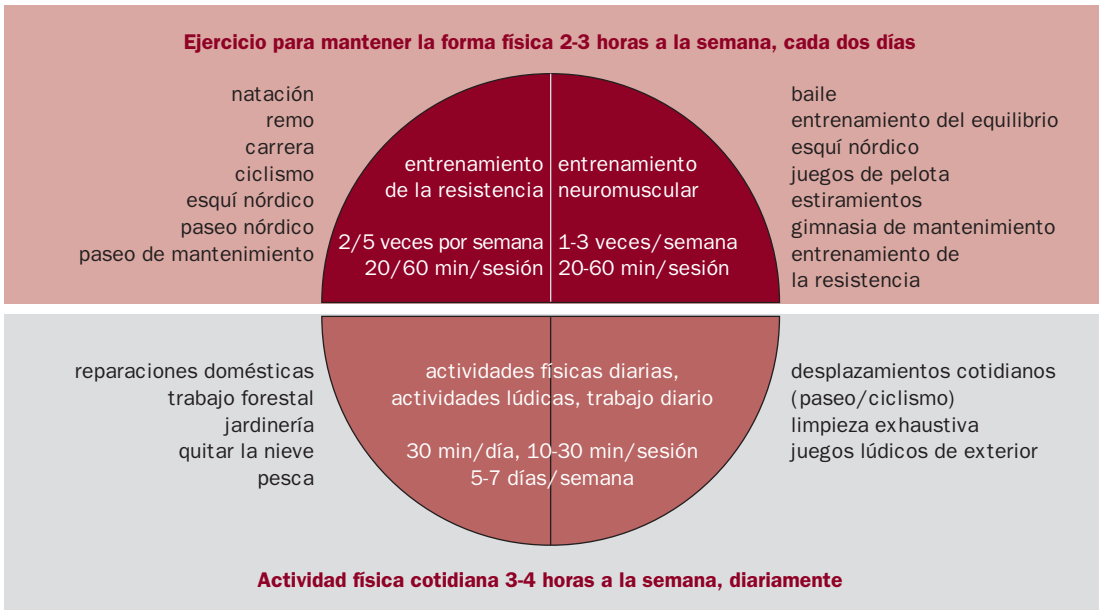 Ejercicio para mantener la forma física 2-3 horas a la semana, cada dos días
natación
remo
carrera
ciclismo
esquí nórdico
paseo nórdico
paseo de mantenimiento
entrenamiento
de la resistencia
2/5 veces por semana
20/60 min/sesión
entrenamiento
neuromuscular
1-3 veces/semana
20-60 min/sesión
baile
entrenamiento del equilibrio
esquí nórdico
juegos de pelota
estiramientos
gimnasia de mantenimiento
entrenamiento de
la resistencia
reparaciones domésticas
trabajo forestal
jardinería
quitar la nieve
pesca
actividades físicas diarias,
actividades lúdicas, trabajo diario
30 min/día, 10-30 min/sesión
5-7 días/semana
desplazamientos cotidianos
(paseo/ciclismo)
limpieza exhaustiva
juegos lúdicos de exterior
Actividad física cotidiana 3-4 horas a la semana, diariamente